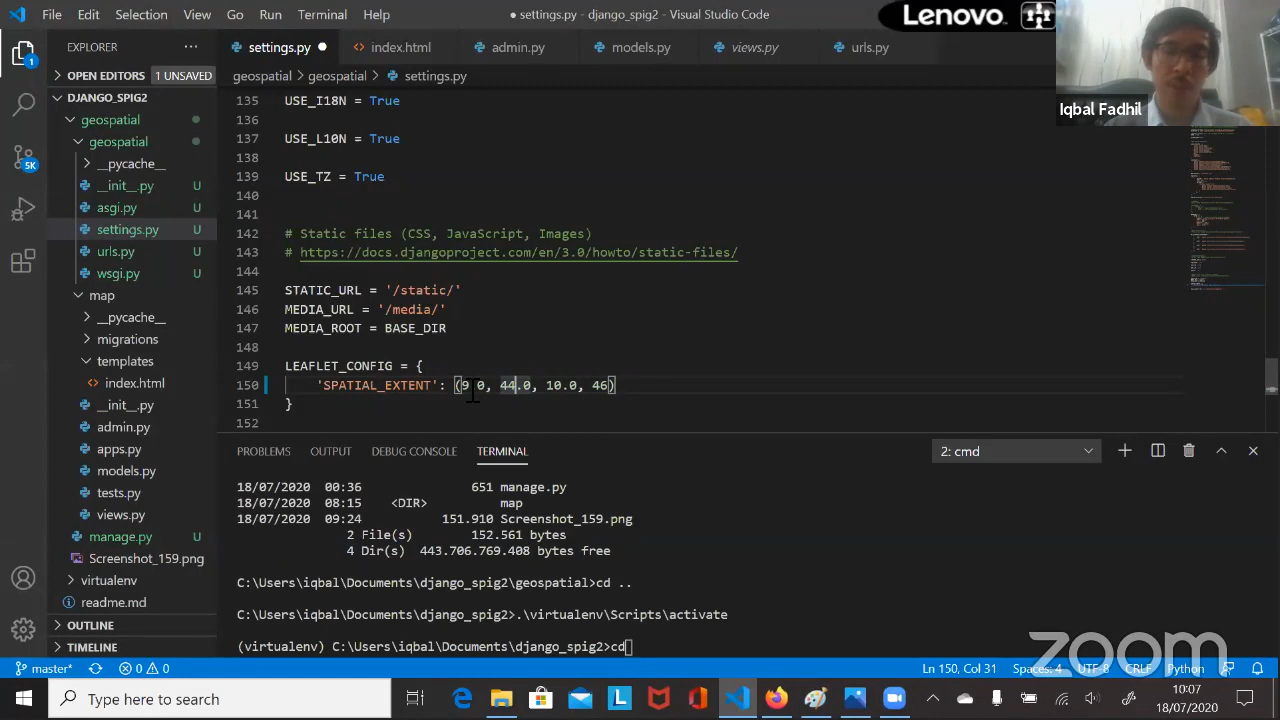 File Edit Selection View Go Run Terminal Help
● settings.py - django_spig2 - Visual Studio Code
Lenovo
EXPLORER ···
settings.py ●
index.html
admin.py
models.py
views.py
urls.py
OPEN EDITORS 1 UNSAVED
geospatial > geospatial > settings.py
DJANGO_SPIG2
Iqbal Fadhil
1
5K
geospatial
geospatial
__pycache__
__init__.py U
asgi.py U
settings.py U
urls.py U
wsgi.py U
map
__pycache__
migrations
templates
index.html
__init__.py
admin.py
apps.py
models.py
tests.py
views.py
manage.py U
Screenshot_159.png
virtualenv
readme.md
OUTLINE
TIMELINE
135 USE_I18N = True
136
137 USE_L10N = True
138
139 USE_TZ = True
140
141
142 # Static files (CSS, JavaScript, Images)
143 # https://docs.djangoproject.com/en/3.0/howto/static-files/
144
145 STATIC_URL = '/static/'
146 MEDIA_URL = '/media/'
147 MEDIA_ROOT = BASE_DIR
148
149 LEAFLET_CONFIG = {
150 'SPATIAL_EXTENT': (9.0, 44.0, 10.0, 46)
151 }
152
PROBLEMS OUTPUT DEBUG CONSOLE TERMINAL
2: cmd
18/07/2020 00:36 651 manage.py
18/07/2020 08:15 <DIR> map
18/07/2020 09:24 151.910 Screenshot_159.png
2 File(s) 152.561 bytes
4 Dir(s) 443.706.769.408 bytes free
C:\Users\iqbal\Documents\django_spig2\geospatial>cd ..
C:\Users\iqbal\Documents\django_spig2>.\virtualenv\Scripts\activate
(virtualenv) C:\Users\iqbal\Documents\django_spig2>cd
zoom
master* 0 0
Ln 150, Col 31 Spaces: 4 UTF-8 CRLF Python
Type here to search
L
10:07
18/07/2020